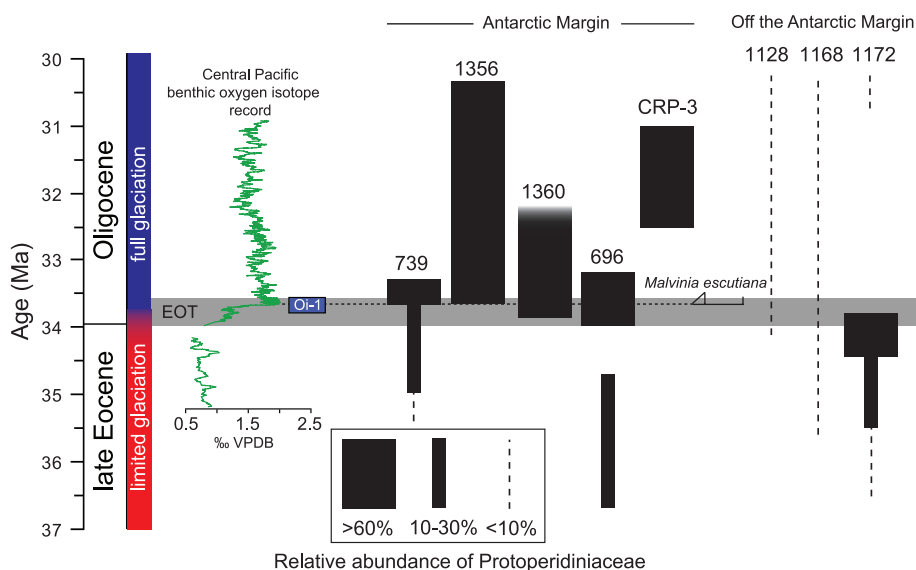 Antarctic Margin
Off the Antarctic Margin
1128 1168 1172
Central Pacific
benthic oxygen isotope
record
1356
CRP-3
1360
739
696
Malvinia escutiana
Oi-1
EOT
Age (Ma)
30
31
32
33
34
35
36
37
Oligocene
late Eocene
full glaciation
limited glaciation
0.5 1.5 2.5
‰ VPDB
>60% 10-30% <10%
Relative abundance of Protoperidiniaceae